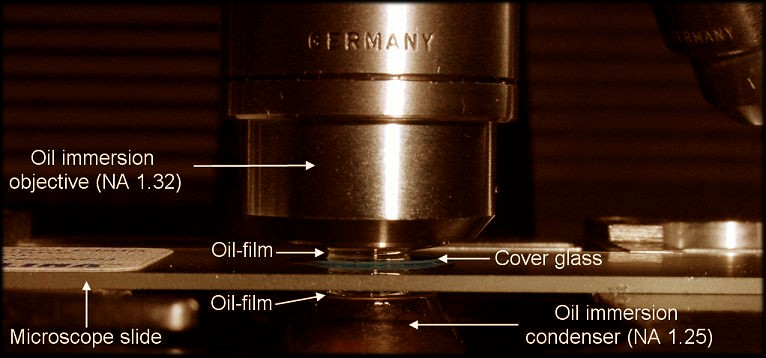 GERMANY
GERMANY
Oil immersion
objective (NA 1.32)
Oil-film
Cover glass
Oil-film
Microscope slide
Oil immersion
condenser (NA 1.25)